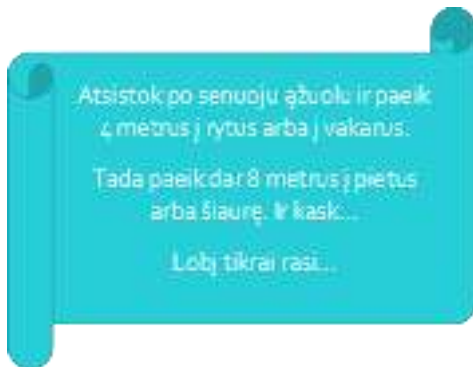 Atsistok po senuoju ąžuolu ir paeik
4 metrus į rytus arba į vakarus.
Tada paeik dar 8 metrus į pietus
arba šiaurę. Ir kask...
Lobį tikrai rasi...